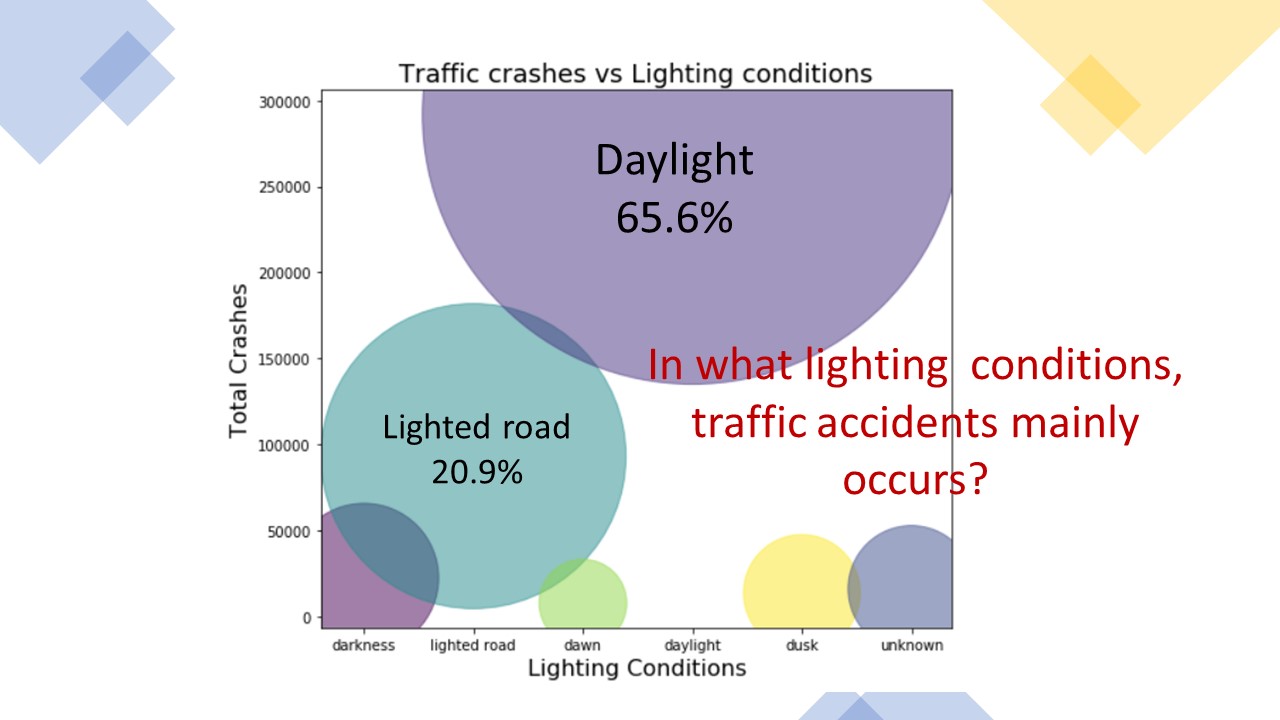 Traffic crashes vs Lighting conditions
300000
250000
200000
150000
100000
50000
0
Total Crashes
Daylight
65.6%
Lighted road
20.9%
In what lighting  conditions,
traffic accidents mainly
occurs?
darkness lighted road dawn daylight dusk unknown
Lighting Conditions